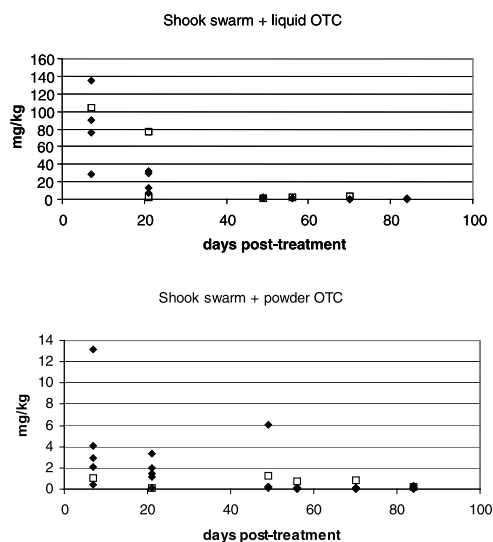 Shook swarm + liquid OTC
160
140
120
100
80
60
40
20
0
mg/kg
0 20 40 60 80 100
days post-treatment
Shook swarm + powder OTC
14
12
10
8
6
4
2
0
mg/kg
0 20 40 60 80 100
days post-treatment